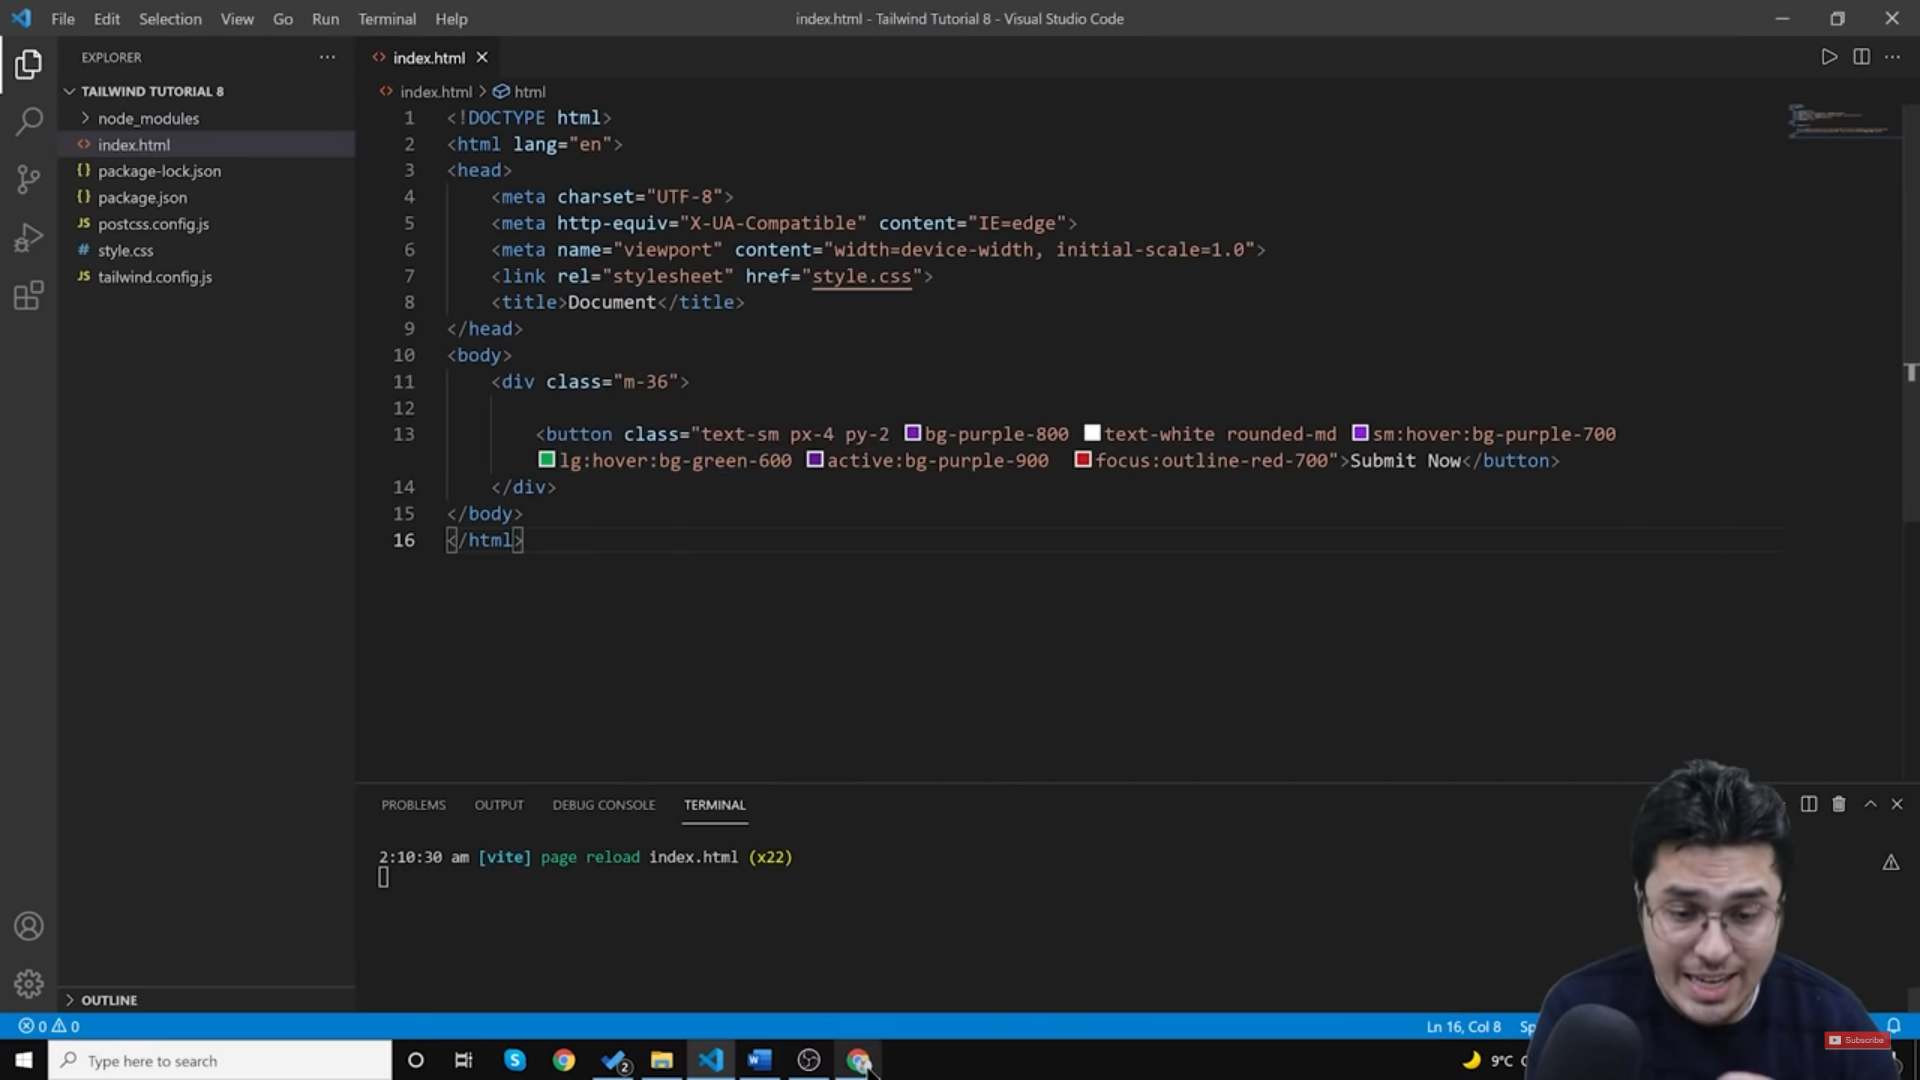 File Edit Selection View Go Run Terminal Help
index.html - Tailwind Tutorial 8 - Visual Studio Code
EXPLORER
TAILWIND TUTORIAL 8
node_modules
index.html
package-lock.json
package.json
postcss.config.js
style.css
tailwind.config.js
OUTLINE
index.html
index.html > html
1 <!DOCTYPE html>
2 <html lang="en">
3 <head>
4 <meta charset="UTF-8">
5 <meta http-equiv="X-UA-Compatible" content="IE=edge">
6 <meta name="viewport" content="width=device-width, initial-scale=1.0">
7 <link rel="stylesheet" href="style.css">
8 <title>Document</title>
9 </head>
10 <body>
11 <div class="m-36">
12
13 <button class="text-sm px-4 py-2 bg-purple-800 text-white rounded-md sm:hover:bg-purple-700
lg:hover:bg-green-600 active:bg-purple-900 focus:outline-red-700">Submit Now</button>
14 </div>
15 </body>
16 </html>
PROBLEMS OUTPUT DEBUG CONSOLE TERMINAL
2:10:30 am [vite] page reload index.html (x22)
0 0
Ln 16, Col 8
Subscribe
Type here to search
2
9°C